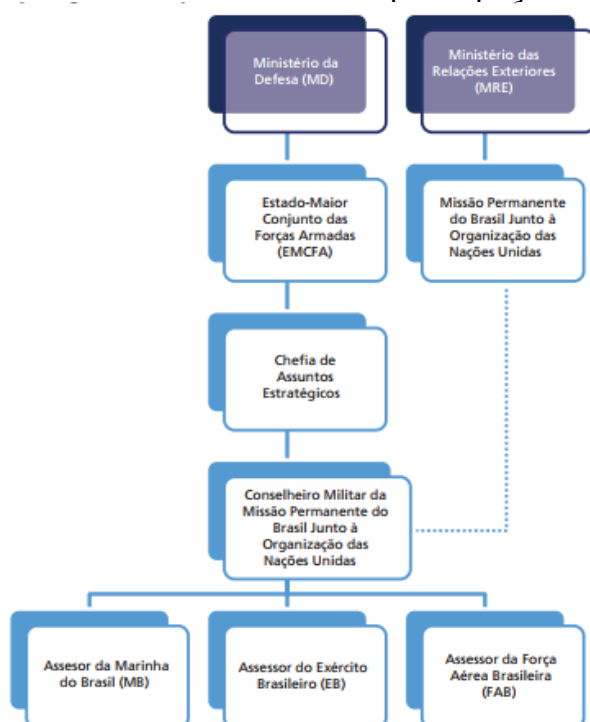 Ministério da
Defesa (MD)
Ministério das
Relações Exteriores
(MRE)
Estado-Maior
Conjunto das
Forças Armadas
(EMCFA)
Missão Permanente
do Brasil Junto à
Organização das
Nações Unidas
Chefia de
Assuntos
Estratégicos
Conselheiro Militar da
Missão Permanente do
Brasil Junto à
Organização das
Nações Unidas
Assesor da Marinha
do Brasil (MB)
Assessor do Exército
Brasileiro (EB)
Assessor da Força
Aérea Brasileira
(FAB)